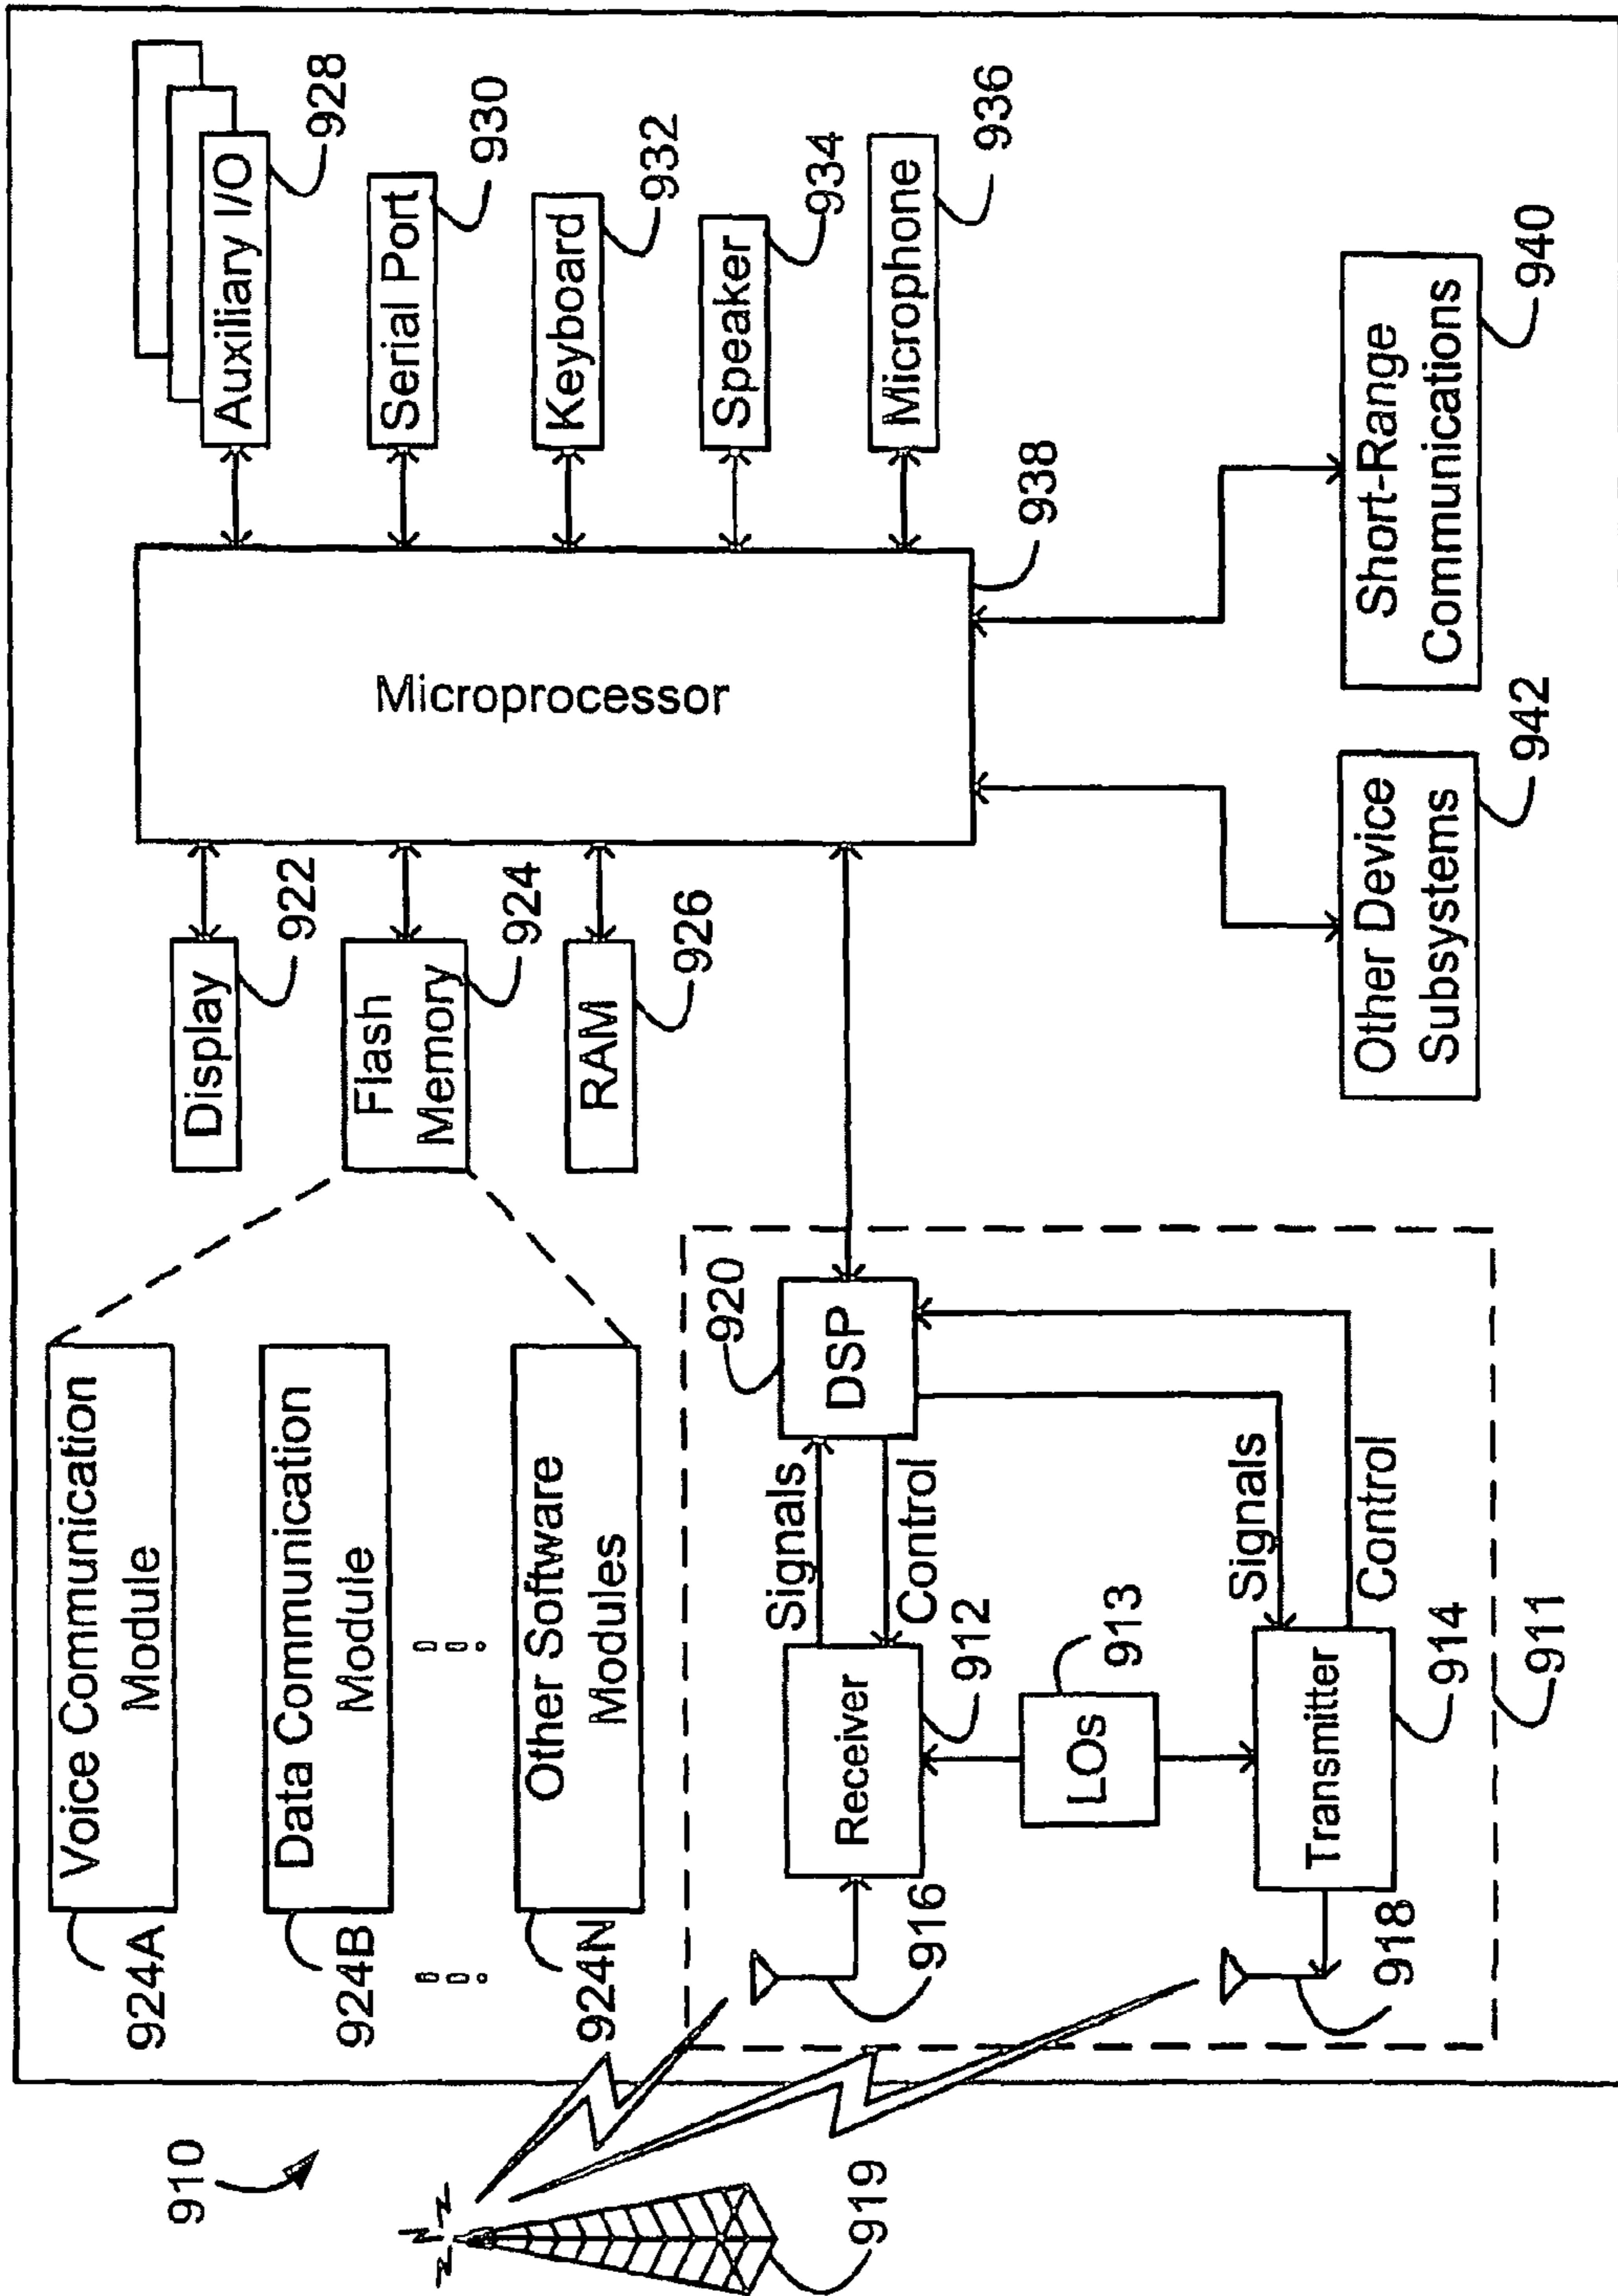 910
919
Voice Communication
Module
924A
Data Communication
Module
924B
Other Software
Modules
924N
Display
922
Flash
Memory
924
RAM
926
Microprocessor
938
Auxiliary I/O
928
Serial Port
930
Keyboard
932
Speaker
934
Microphone
936
Short-Range
Communications
940
Other Device
Subsystems
942
DSP
920
Signals
Control
Receiver
912
916
LOs
913
Signals
Control
Transmitter
914
918
911